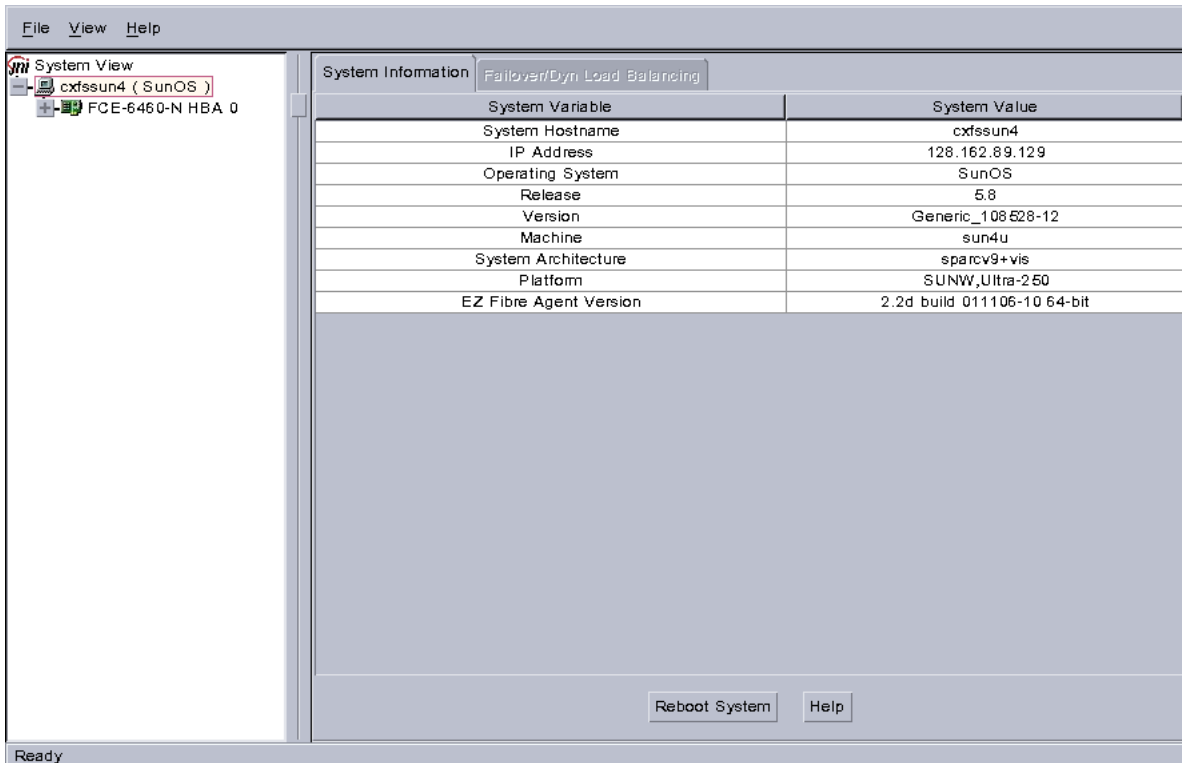 File View Help
jni System View
cxfssun4 ( SunOS )
FCE-6460-N HBA 0
System Information Failover/Dyn Load Balancing
System Variable System Value
System Hostname cxfssun4
IP Address 128.162.89.129
Operating System SunOS
Release 5.8
Version Generic_108528-12
Machine sun4u
System Architecture sparcv9+vis
Platform SUNW,Ultra-250
EZ Fibre Agent Version 2.2d build 011106-10 64-bit
Reboot System Help
Ready